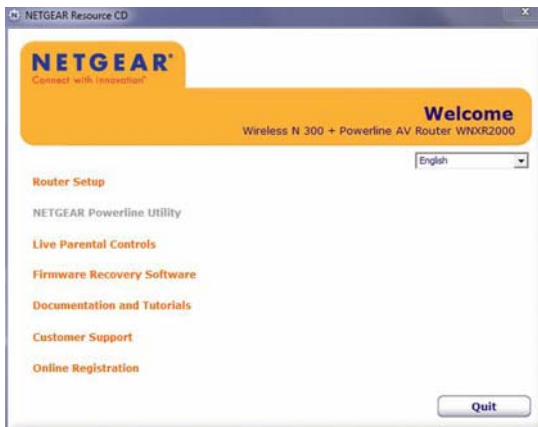 NETGEAR Resource CD
x
NETGEAR®
Connect with Innovation™
Welcome
Wireless N 300 + Powerline AV Router WNXR2000
English
Router Setup
NETGEAR Powerline Utility
Live Parental Controls
Firmware Recovery Software
Documentation and Tutorials
Customer Support
Online Registration
Quit